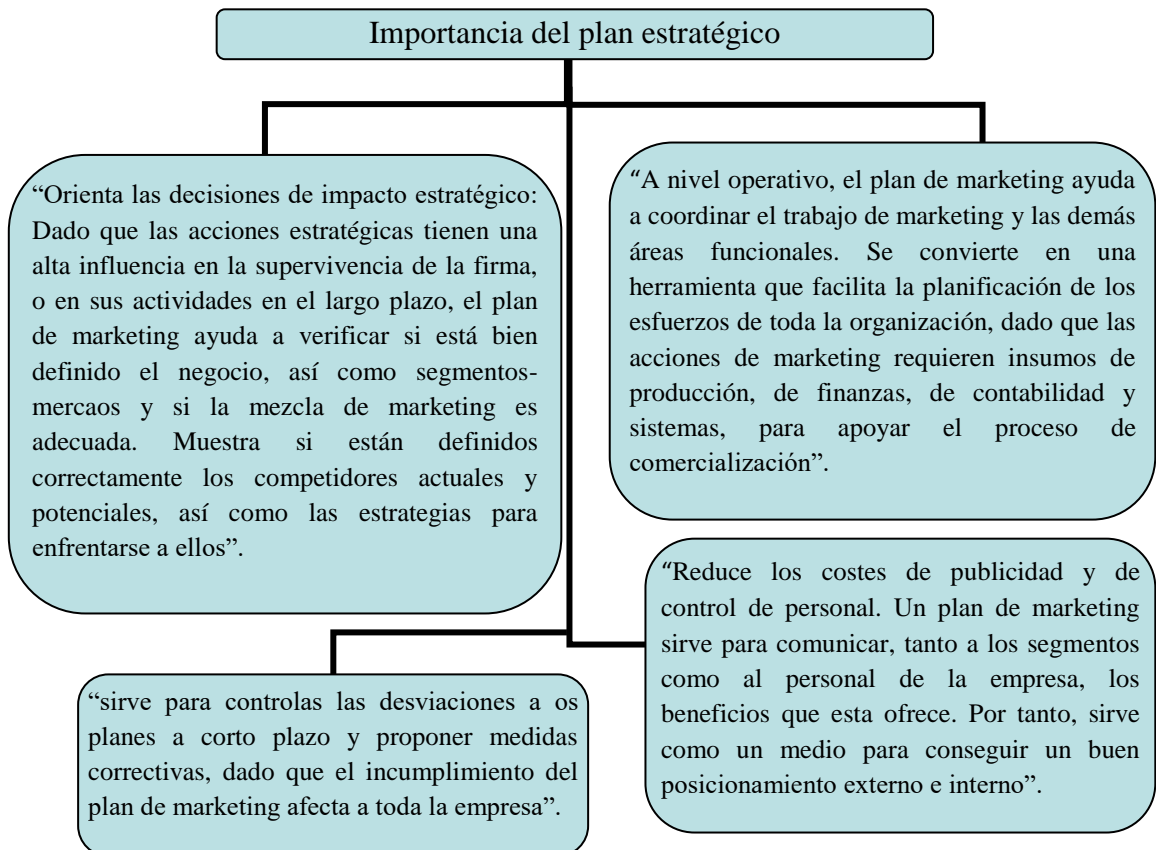 Importancia del plan estratégico
“Orienta las decisiones de impacto estratégico:
Dado que las acciones estratégicas tienen una
alta influencia en la supervivencia de la firma,
o en sus actividades en el largo plazo, el plan
de marketing ayuda a verificar si está bien
definido el negocio, así como segmentos-
mercaos y si la mezcla de marketing es
adecuada. Muestra si están definidos
correctamente los competidores actuales y
potenciales, así como las estrategias para
enfrentarse a ellos”.
“A nivel operativo, el plan de marketing ayuda
a coordinar el trabajo de marketing y las demás
áreas funcionales. Se convierte en una
herramienta que facilita la planificación de los
esfuerzos de toda la organización, dado que las
acciones de marketing requieren insumos de
producción, de finanzas, de contabilidad y
sistemas, para apoyar el proceso de
comercialización”.
“sirve para controlas las desviaciones a os
planes a corto plazo y proponer medidas
correctivas, dado que el incumplimiento del
plan de marketing afecta a toda la empresa”.
“Reduce los costes de publicidad y de
control de personal. Un plan de marketing
sirve para comunicar, tanto a los segmentos
como al personal de la empresa, los
beneficios que esta ofrece. Por tanto, sirve
como un medio para conseguir un buen
posicionamiento externo e interno”.